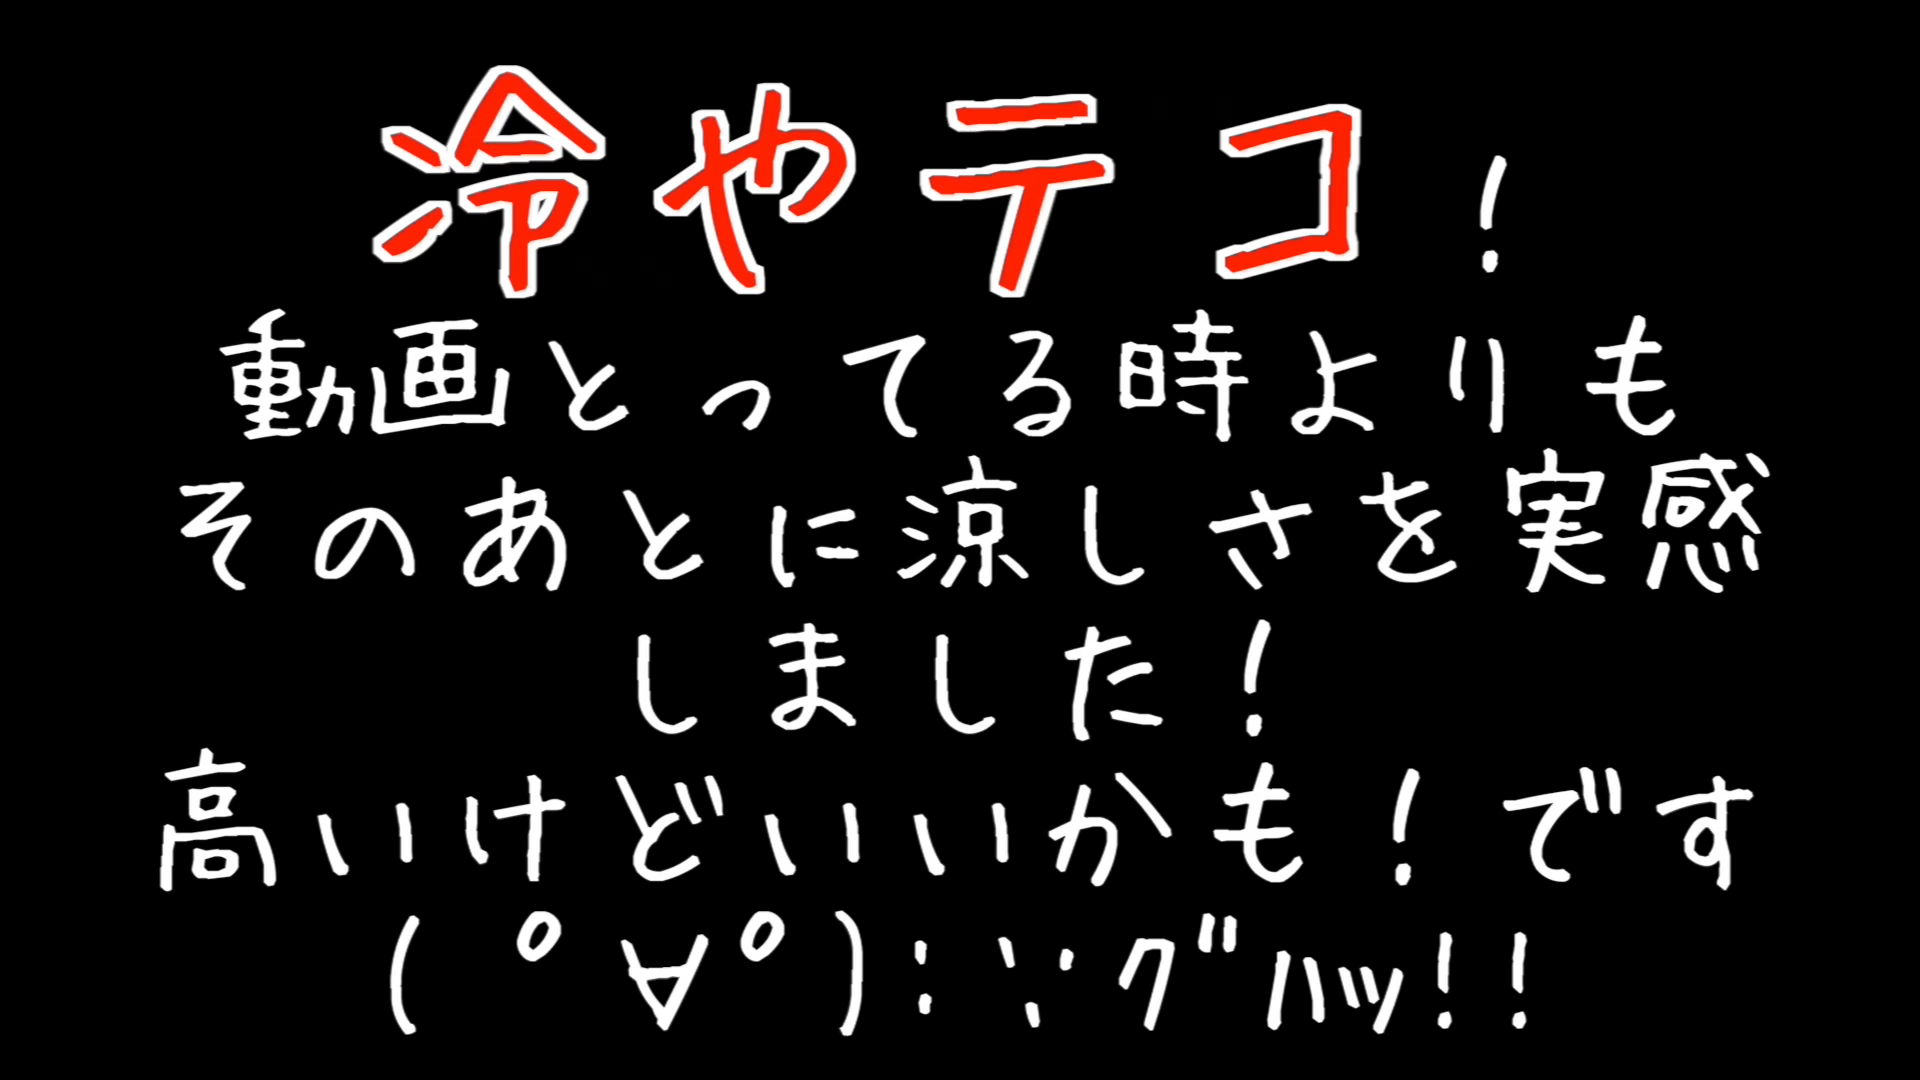 冷やテコ!
動画とってる時よりも
そのあとに涼しさを実感
しました!
高いけどいいかも!です
( ﾟ∀ﾟ):∵ｸﾞﾊｯ!!